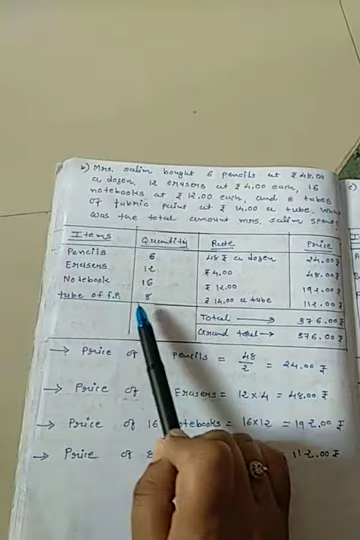 b) Mrs. Salim bought 6 pencils at ₹48.00
a dozen, 12 erasers at ₹4.00 each, 16
notebooks at ₹12.00 each, and 8 tubes
of fabric paint at ₹14.00 a tube. What
was the total amount mrs. salim spent.
Items Quantity Rate Price
Pencils 6 48₹ a dozen 24.00₹
Erasers 12 ₹4.00 48.00₹
Notebook 16 ₹12.00 192.00₹
tube of f.P. 8 ₹14.00 a tube 112.00₹
Total → 376.00₹
Grand total → 376.00₹
→ Price of pencils = 48/2 = 24.00₹
→ Price of Erasers = 12×4 = 48.00₹
→ Price of 16 notebooks = 16×12 = 192.00₹
→ Price of 8 112.00₹